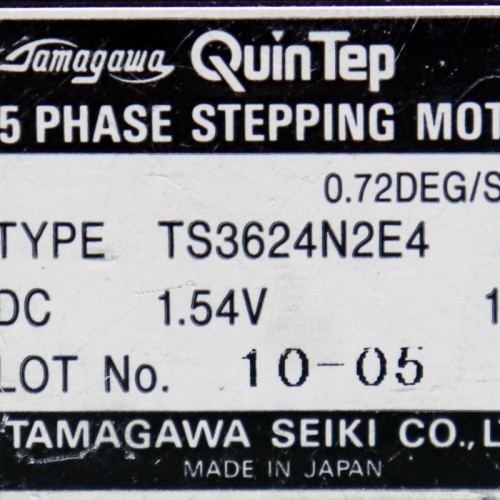 Tamagawa QuinTep
5 PHASE STEPPING MOT
0.72DEG/S
TYPE TS3624N2E4
DC 1.54V 1
LOT No. 10-05
TAMAGAWA SEIKI CO., L
MADE IN JAPAN